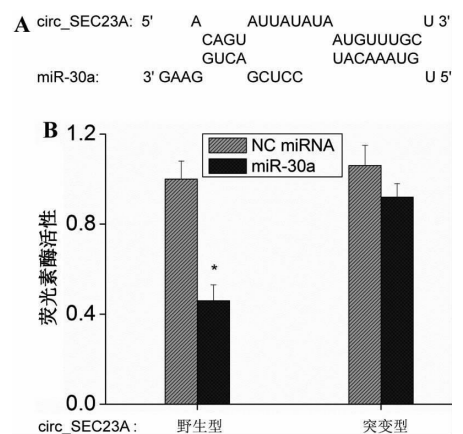 A circ_SEC23A: 5' A AUUAUAUA U 3'
CAGU AUGUUUGC
GUCA UACAAAUG
miR-30a: 3' GAAG GCUCC U 5'
B
NC miRNA
miR-30a
荧光素酶活性
1.2
0.8
0.4
0.0
*
circ_SEC23A : 野生型 突变型